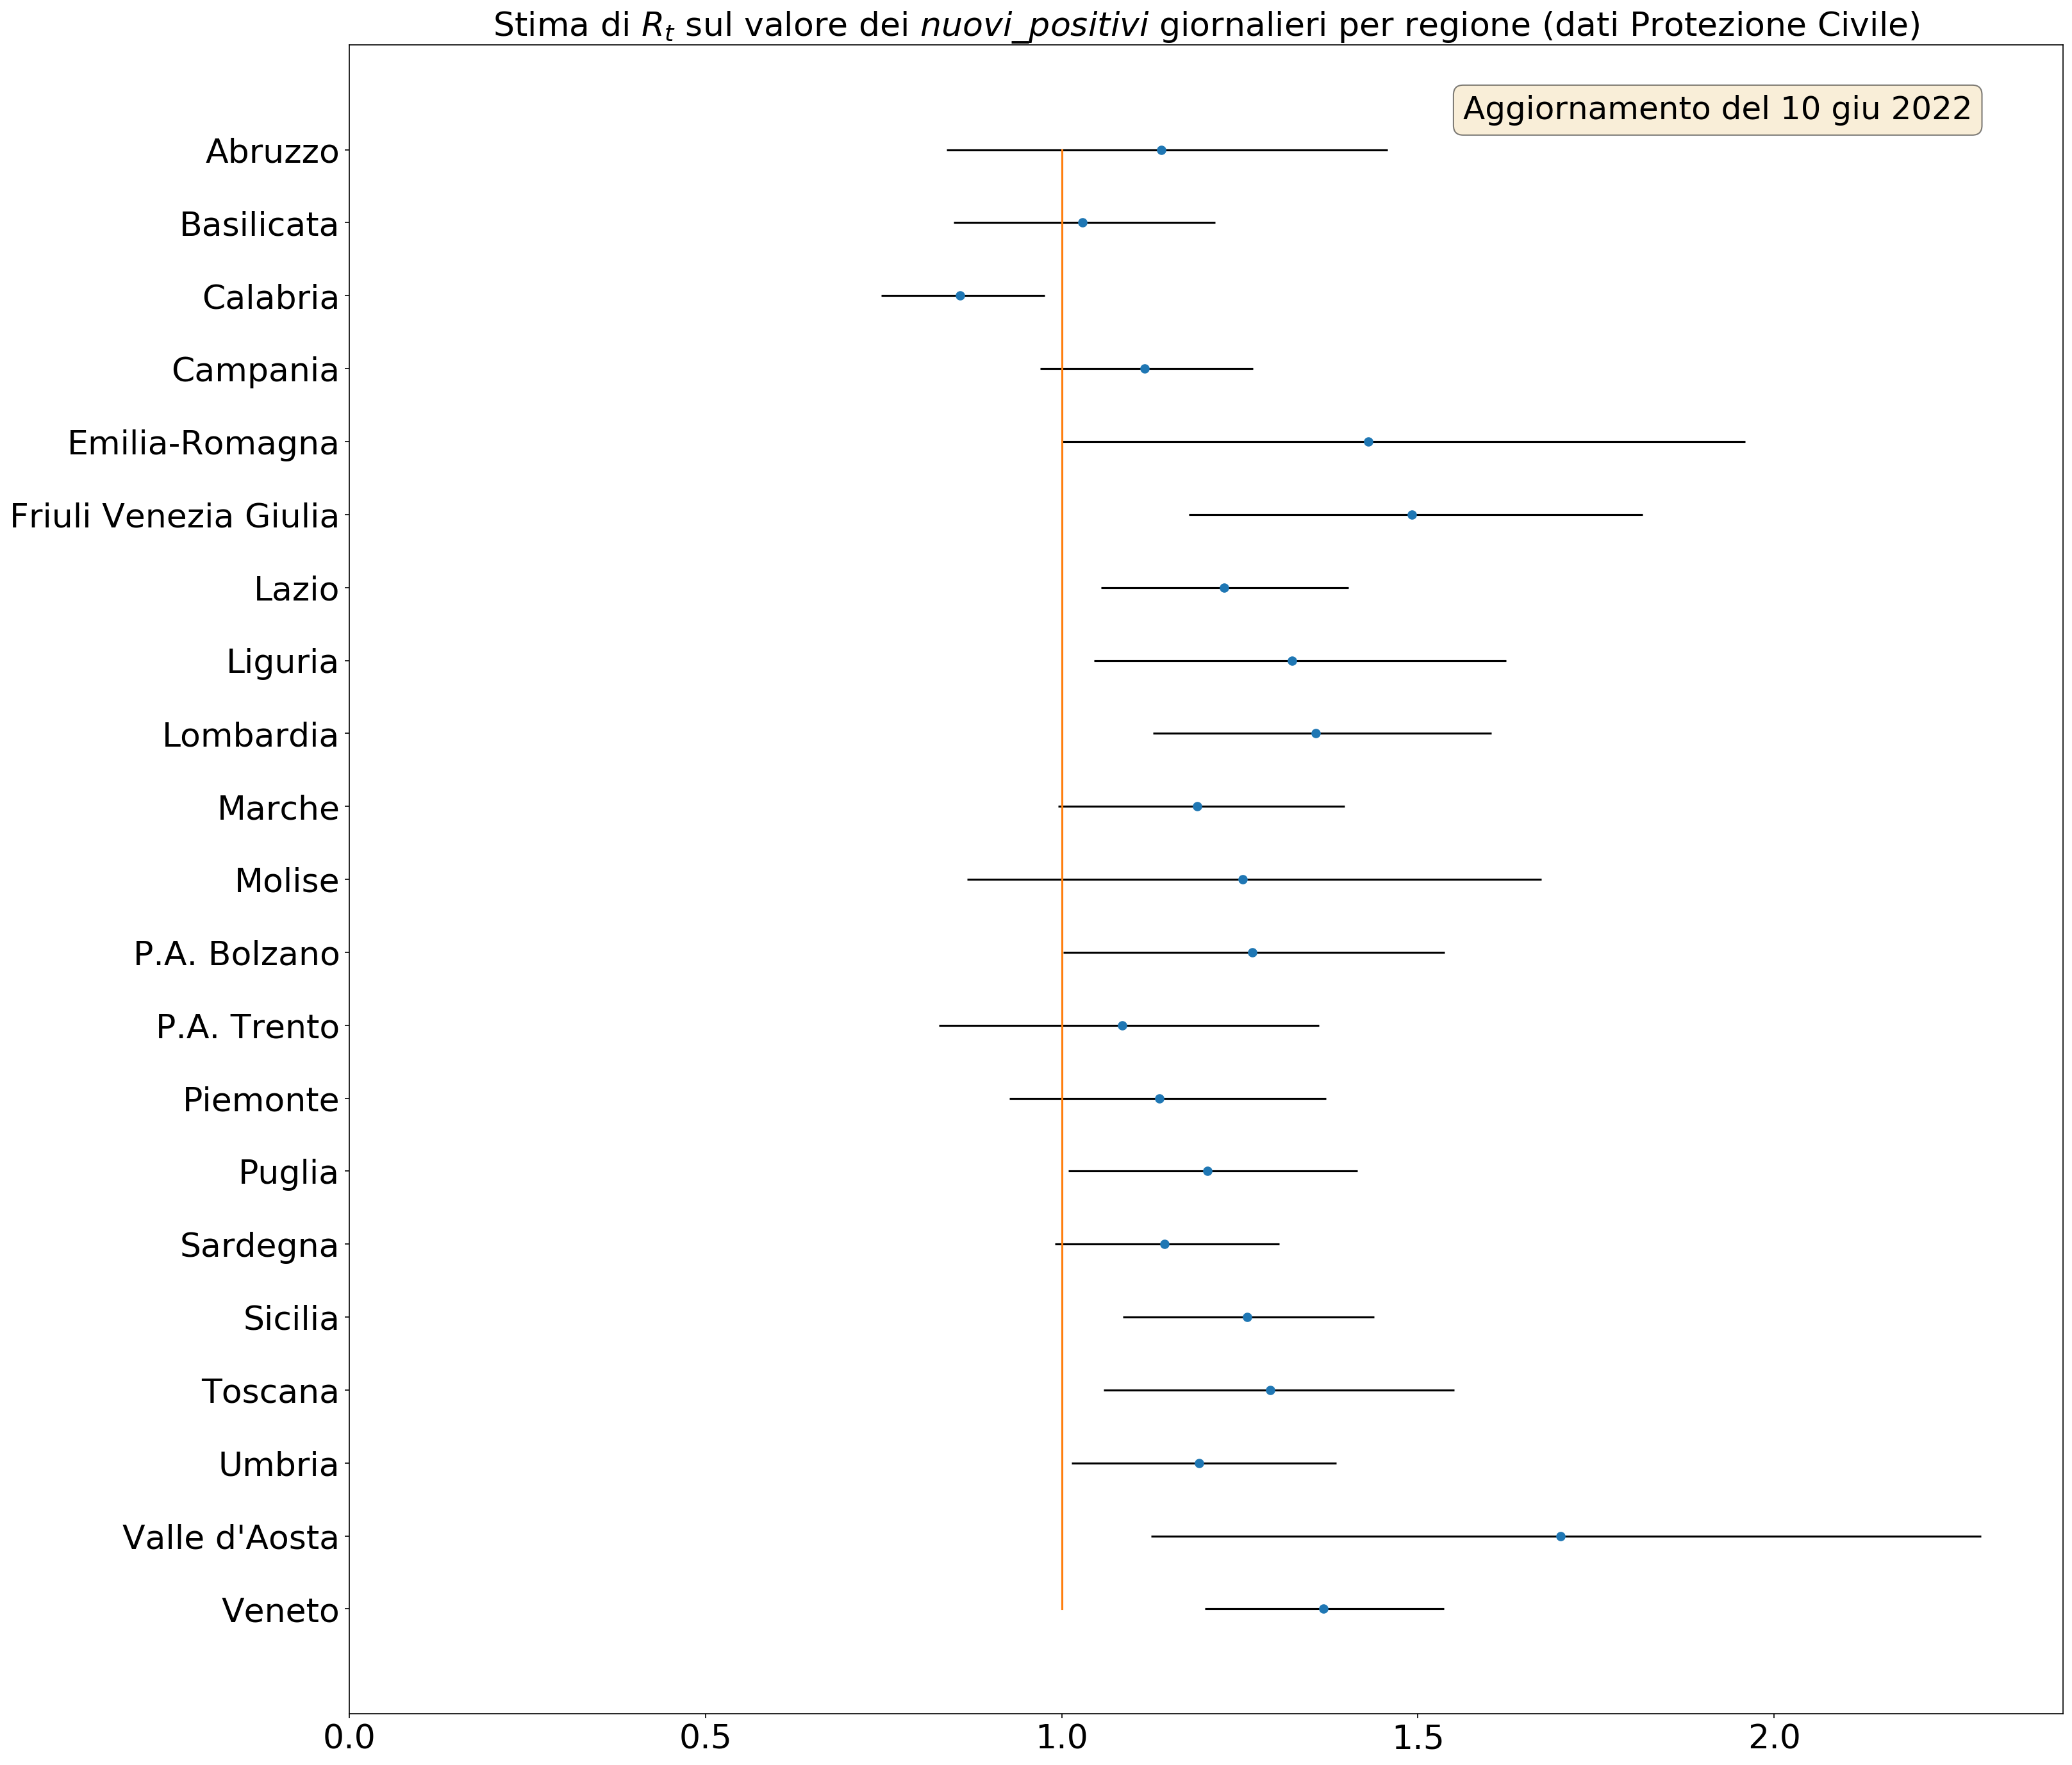 Stima di Rt sul valore dei nuovi_positivi giornalieri per regione (dati Protezione Civile)
Aggiornamento del 10 giu 2022
Abruzzo
Basilicata
Calabria
Campania
Emilia-Romagna
Friuli Venezia Giulia
Lazio
Liguria
Lombardia
Marche
Molise
P.A. Bolzano
P.A. Trento
Piemonte
Puglia
Sardegna
Sicilia
Toscana
Umbria
Valle d'Aosta
Veneto
0.0 0.5 1.0 1.5 2.0